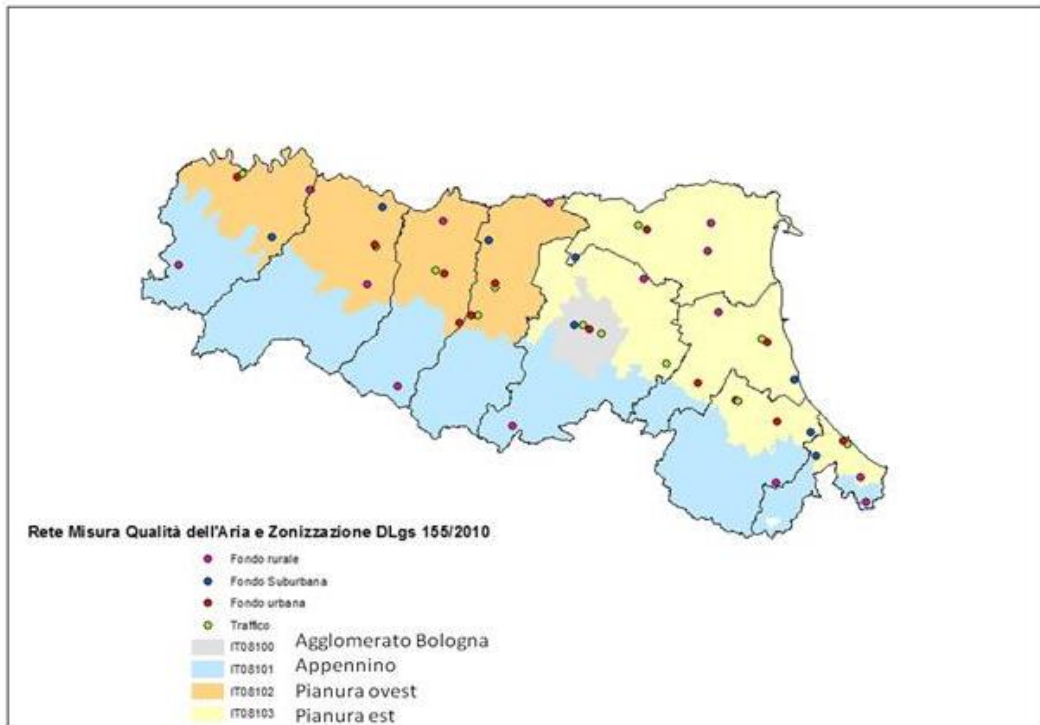 Rete Misura Qualità dell'Aria e Zonizzazione DLgs 155/2010
Fondo rurale
Fondo Suburbana
Fondo urbana
Traffico
IT08100 Agglomerato Bologna
IT08101 Appennino
IT08102 Pianura ovest
IT08103 Pianura est